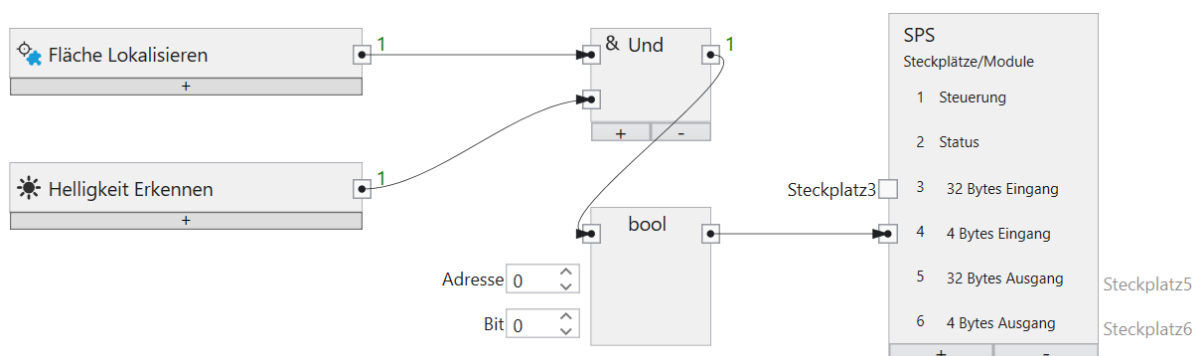 Fläche Lokalisieren
1
+
& Und
1
+ -
Helligkeit Erkennen
1
+
bool
Adresse 0
Bit 0
SPS
Steckplätze/Module
1 Steuerung
2 Status
Steckplatz3 3 32 Bytes Eingang
4 4 Bytes Eingang
5 32 Bytes Ausgang Steckplatz5
6 4 Bytes Ausgang Steckplatz6
+ -